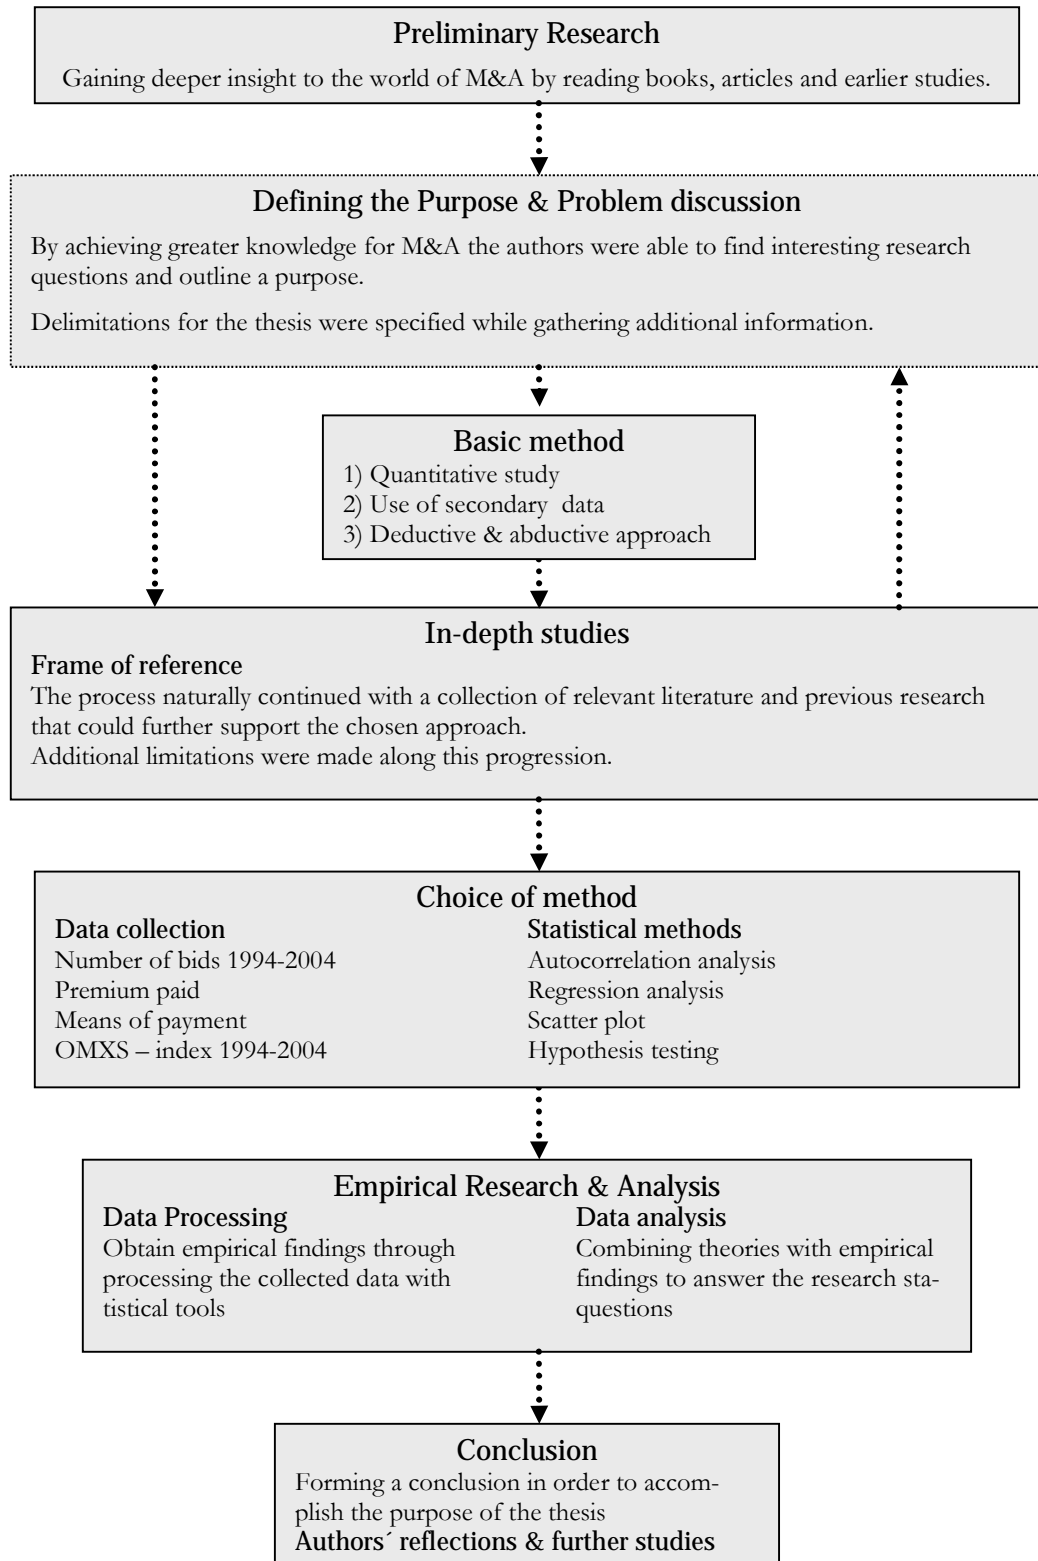 Preliminary Research
Gaining deeper insight to the world of M&A by reading books, articles and earlier studies.
Defining the Purpose & Problem discussion
By achieving greater knowledge for M&A the authors were able to find interesting research
questions and outline a purpose.
Delimitations for the thesis were specified while gathering additional information.
Basic method
1) Quantitative study
2) Use of secondary data
3) Deductive & abductive approach
In-depth studies
Frame of reference
The process naturally continued with a collection of relevant literature and previous research
that could further support the chosen approach.
Additional limitations were made along this progression.
Choice of method
Data collection
Number of bids 1994-2004
Premium paid
Means of payment
OMXS – index 1994-2004
Statistical methods
Autocorrelation analysis
Regression analysis
Scatter plot
Hypothesis testing
Empirical Research & Analysis
Data Processing
Obtain empirical findings through
processing the collected data with
tistical tools
Data analysis
Combining theories with empirical
findings to answer the research sta-
questions
Conclusion
Forming a conclusion in order to accom-
plish the purpose of the thesis
Authors´ reflections & further studies